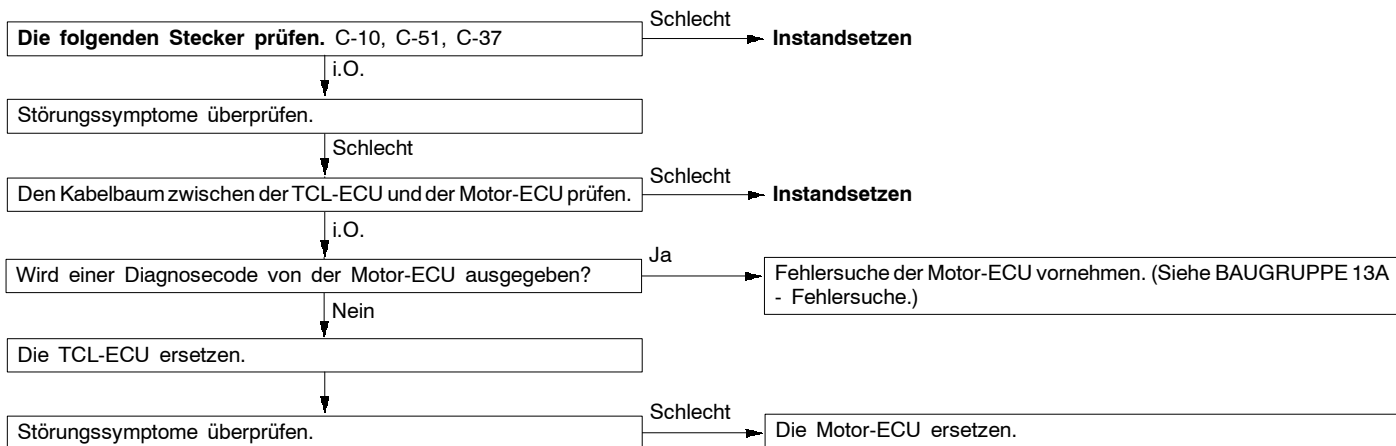 Die folgenden Stecker prüfen. C-10, C-51, C-37
Schlecht
Instandsetzen
i.O.
Störungssymptome überprüfen.
Schlecht
Den Kabelbaum zwischen der TCL-ECU und der Motor-ECU prüfen.
Schlecht
Instandsetzen
i.O.
Wird einer Diagnosecode von der Motor-ECU ausgegeben?
Ja
Fehlersuche der Motor-ECU vornehmen. (Siehe BAUGRUPPE 13A
- Fehlersuche.)
Nein
Die TCL-ECU ersetzen.
Störungssymptome überprüfen.
Schlecht
Die Motor-ECU ersetzen.